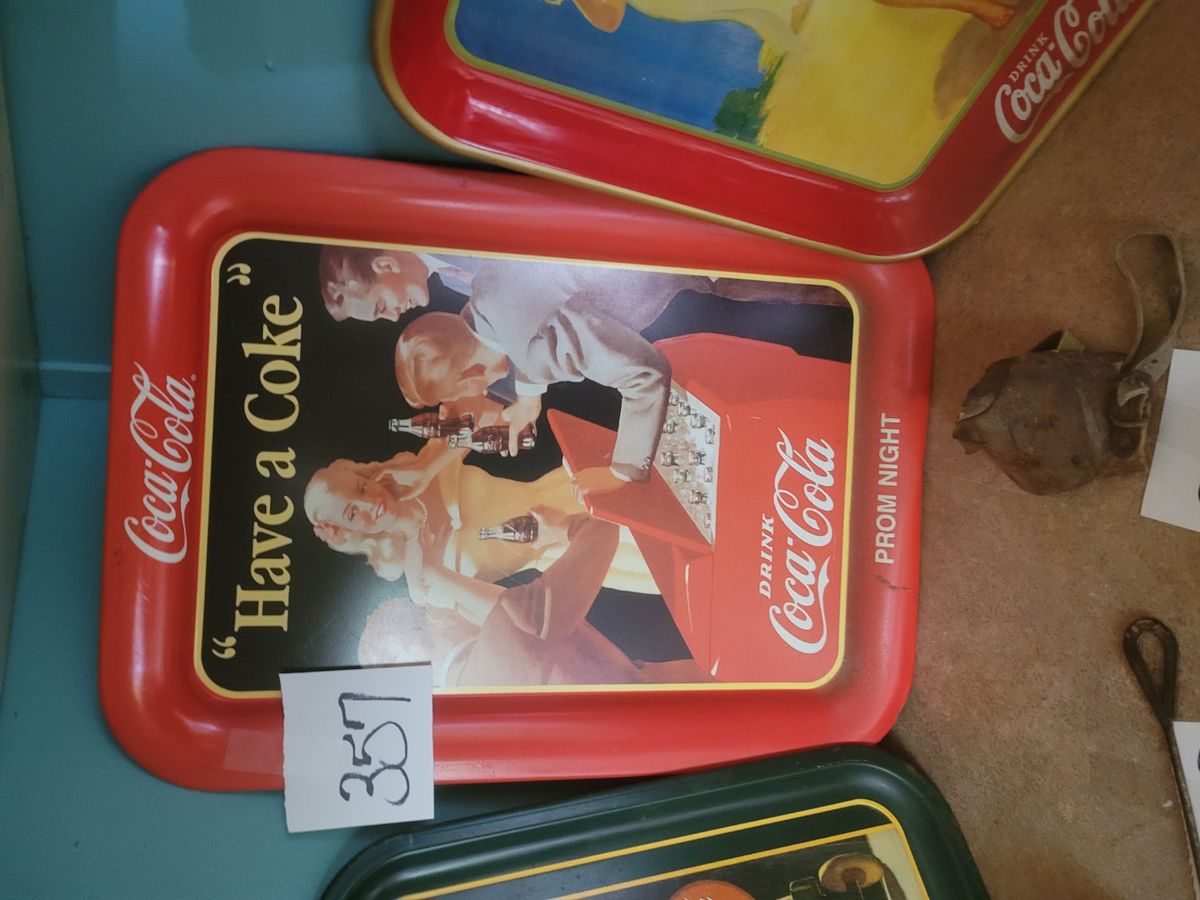 Coca-Cola
"Have a Coke"
DRINK
Coca-Cola
PROM NIGHT
357
DRINK
Coca-Cola